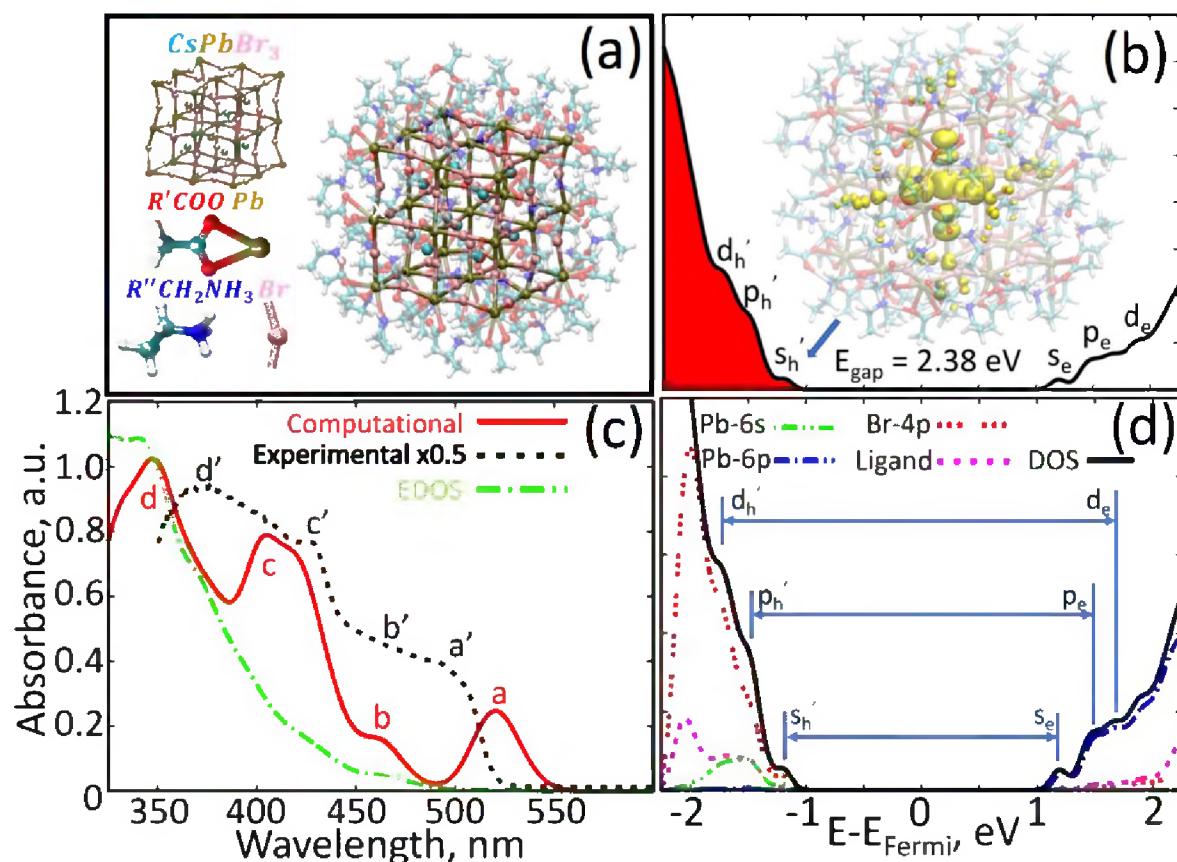 (a)
CsPbBr₃
R'COO Pb
R''CH₂NH₃ Br
(b)
dₕ′
pₕ′
sₕ′
E_gap = 2.38 eV
sₑ
pₑ
dₑ
(c)
Computational
Experimental x0.5
EDOS
1.2
1.0
0.8
0.6
0.4
0.2
0
Absorbance, a.u.
d
d′
c
c′
b′
a′
b
a
350 400 450 500 550
Wavelength, nm
(d)
Pb-6s Br-4p
Pb-6p Ligand DOS
dₕ′ dₑ
pₕ′ pₑ
sₕ′ sₑ
-2 -1 0 1 2
E-E_Fermi, eV